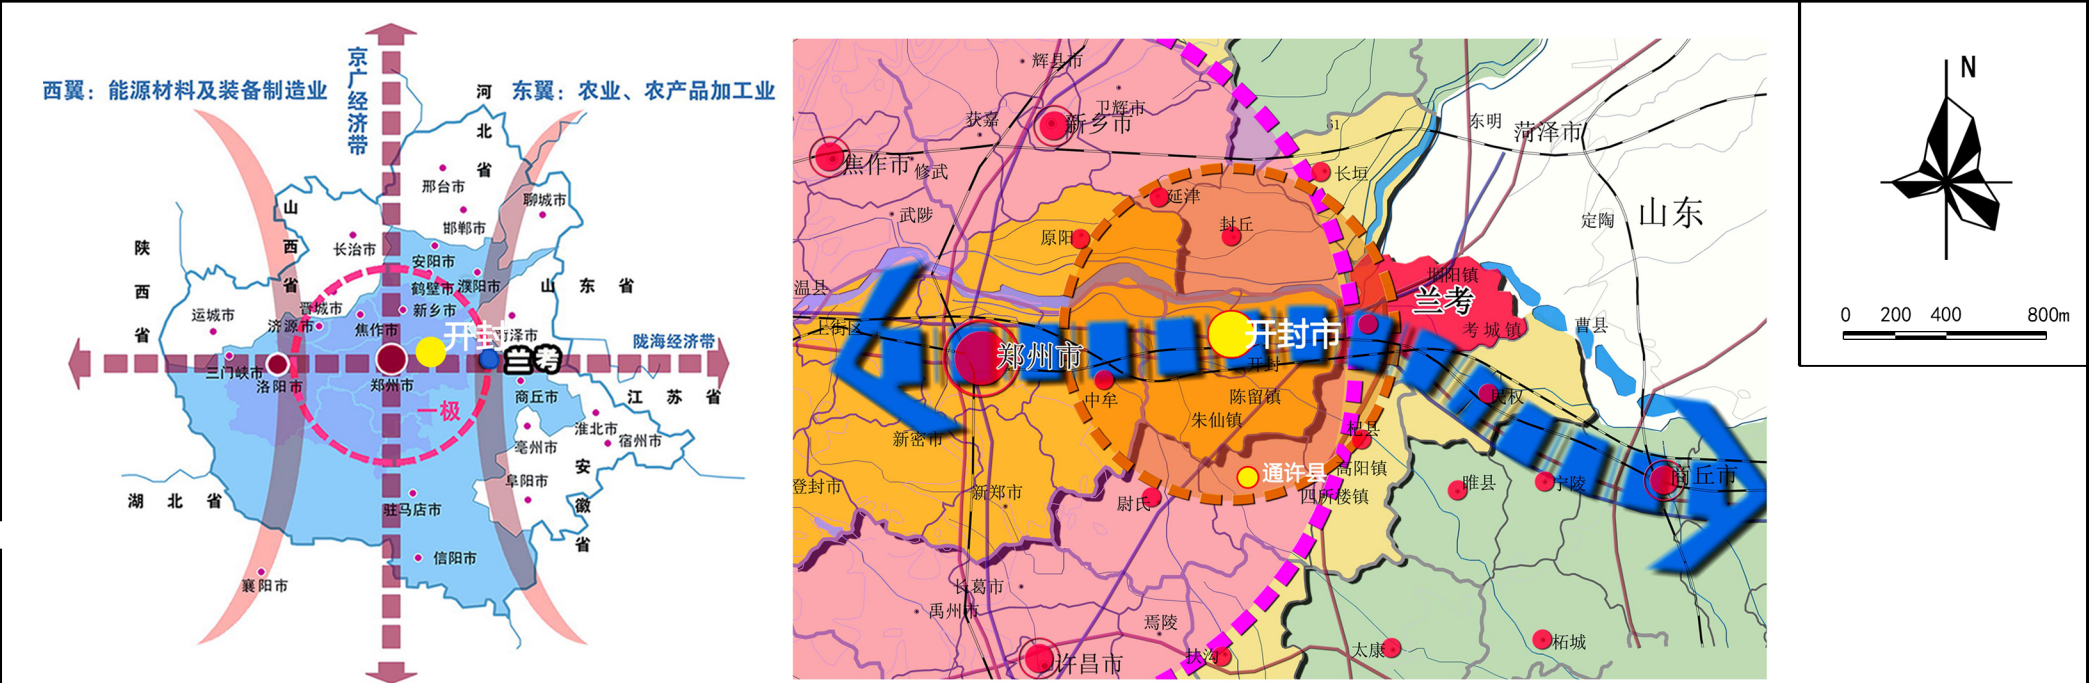 西翼：能源材料及装备制造业
京广经济带
东翼：农业、农产品加工业
河北省
山西省
陕西省
山东省
邢台市
邯郸市
聊城市
长治市
安阳市
鹤壁市
濮阳市
晋城市
新乡市
运城市
济源市
焦作市
开封
泽市
陇海经济带
兰考
三门峡市
洛阳市
郑州市
一极
商丘市
江苏省
淮北市
宿州市
亳州市
安徽省
阜阳市
湖北省
驻马店市
信阳市
襄阳市
辉县市
卫辉市
获嘉
新乡市
焦作市
修武
武陟
延津
封丘
原阳
长垣
东明
菏泽市
定陶
山东
温县
上街区
堌阳镇
兰考
考城镇
曹县
郑州市
开封市
开封
中牟
陈留镇
朱仙镇
民权
新密市
杞县
通许县
高阳镇
四所楼镇
登封市
新郑市
尉氏
睢县
宁陵
商丘市
长葛市
禹州市
鄢陵
许昌市
扶沟
太康
柘城
N
0 200 400 800m